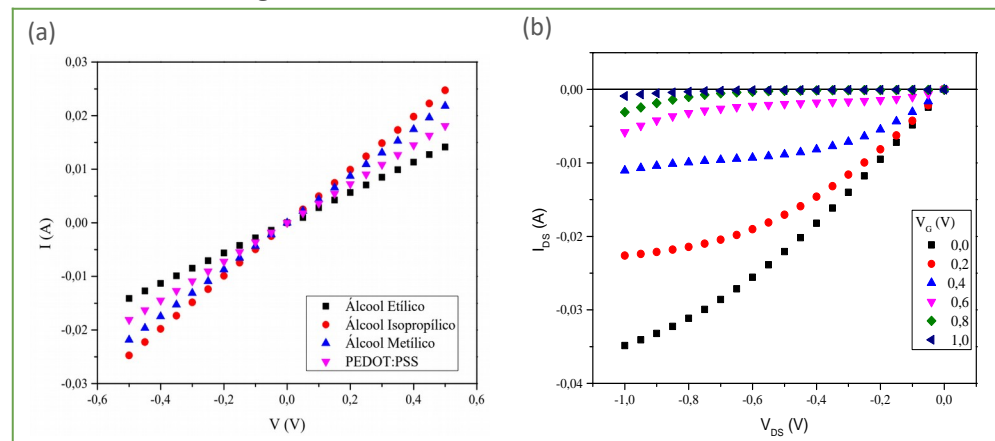 (a)
0,03
0,02
0,01
0,00
-0,01
-0,02
-0,03
I (A)
-0,6
-0,4
-0,2
0,0
0,2
0,4
0,6
V (V)
Álcool Etílico
Álcool Isopropílico
Álcool Metílico
PEDOT:PSS
(b)
0,00
-0,01
-0,02
-0,03
-0,04
I_DS (A)
-1,0
-0,8
-0,6
-0,4
-0,2
0,0
V_DS (V)
V_G (V)
0,0
0,2
0,4
0,6
0,8
1,0